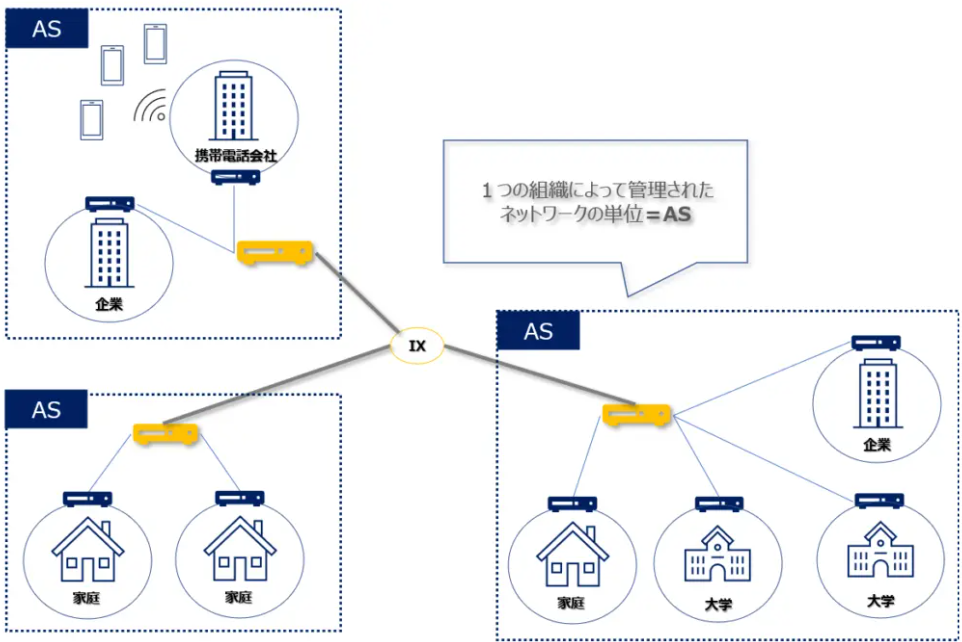 AS
携帯電話会社
企業
1つの組織によって管理された
ネットワークの単位=AS
IX
AS
企業
AS
家庭
家庭
家庭
大学
大学